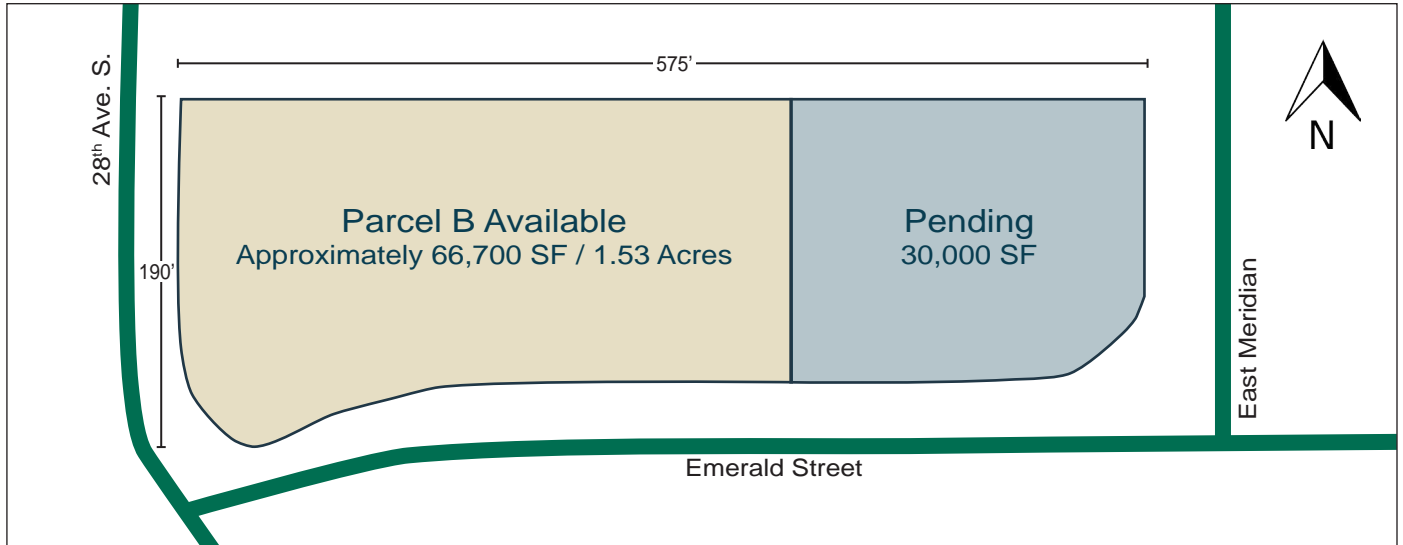 575'
28th Ave. S.
N
190'
Parcel B Available
Approximately 66,700 SF / 1.53 Acres
Pending
30,000 SF
East Meridian
Emerald Street